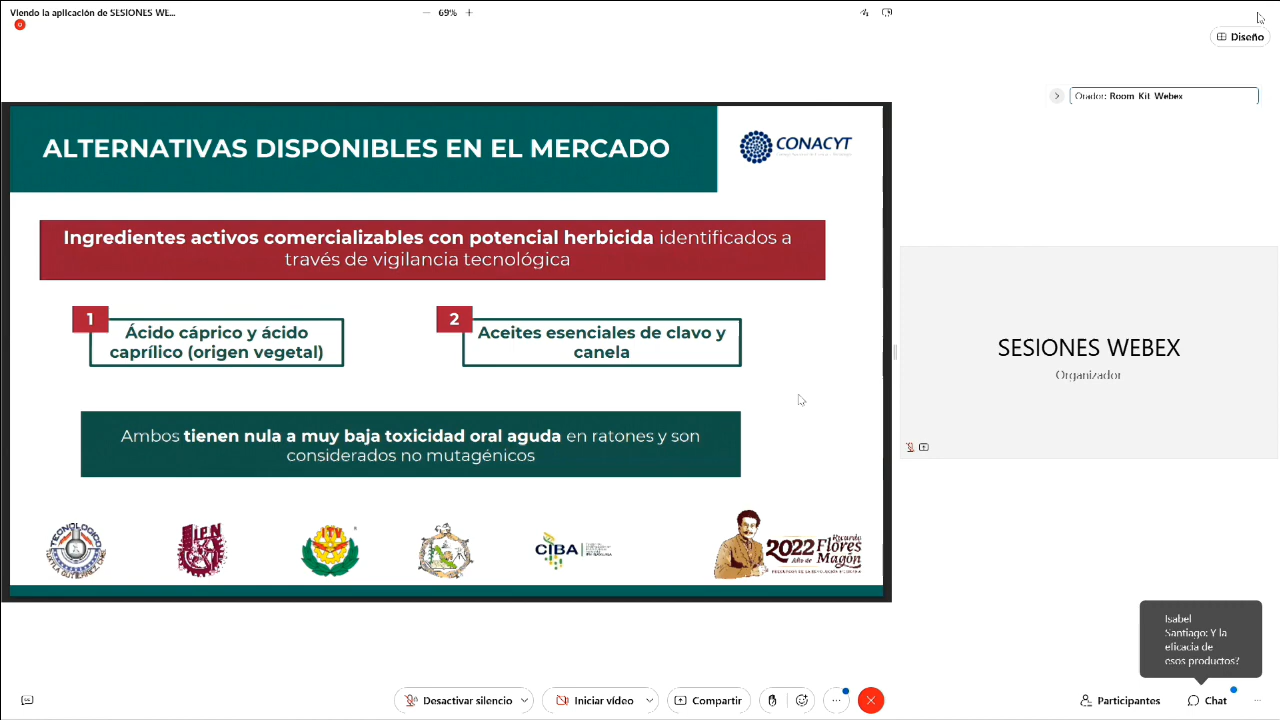 Viendo la aplicación de SESIONES WE...
69%
Diseño
Orador: Room Kit Webex
ALTERNATIVAS DISPONIBLES EN EL MERCADO
CONACYT
Ingredientes activos comercializables con potencial herbicida identificados a
través de vigilancia tecnológica
1
Ácido cáprico y ácido
caprílico (origen vegetal)
2
Aceites esenciales de clavo y
canela
Ambos tienen nula a muy baja toxicidad oral aguda en ratones y son
considerados no mutagénicos
SESIONES WEBEX
Organizador
TECNOLÓGICO
IPN
ITV
CIBA
2022 Ricardo
Flores
Año de
Magón
Isabel
Santiago: Y la
eficacia de
esos productos?
Desactivar silencio
Iniciar vídeo
Compartir
Participantes
Chat